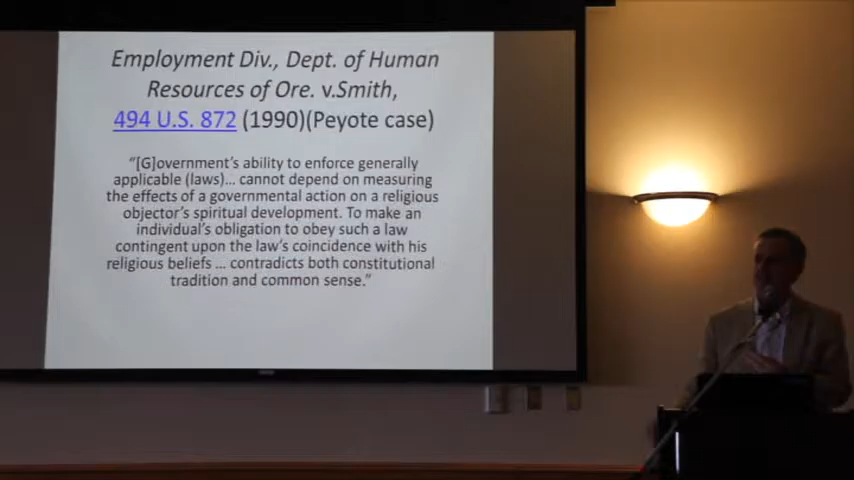 Employment Div., Dept. of Human
Resources of Ore. v.Smith,
494 U.S. 872 (1990)(Peyote case)
“[G]overnment’s ability to enforce generally
applicable (laws)... cannot depend on measuring
the effects of a governmental action on a religious
objector’s spiritual development. To make an
individual’s obligation to obey such a law
contingent upon the law’s coincidence with his
religious beliefs ... contradicts both constitutional
tradition and common sense.”